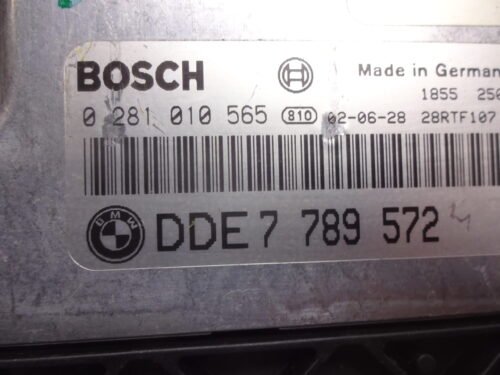 BOSCH Made in German
1855 250
0 281 010 565 810 02-06-28 28RTF107
BMW DDE 7 789 572